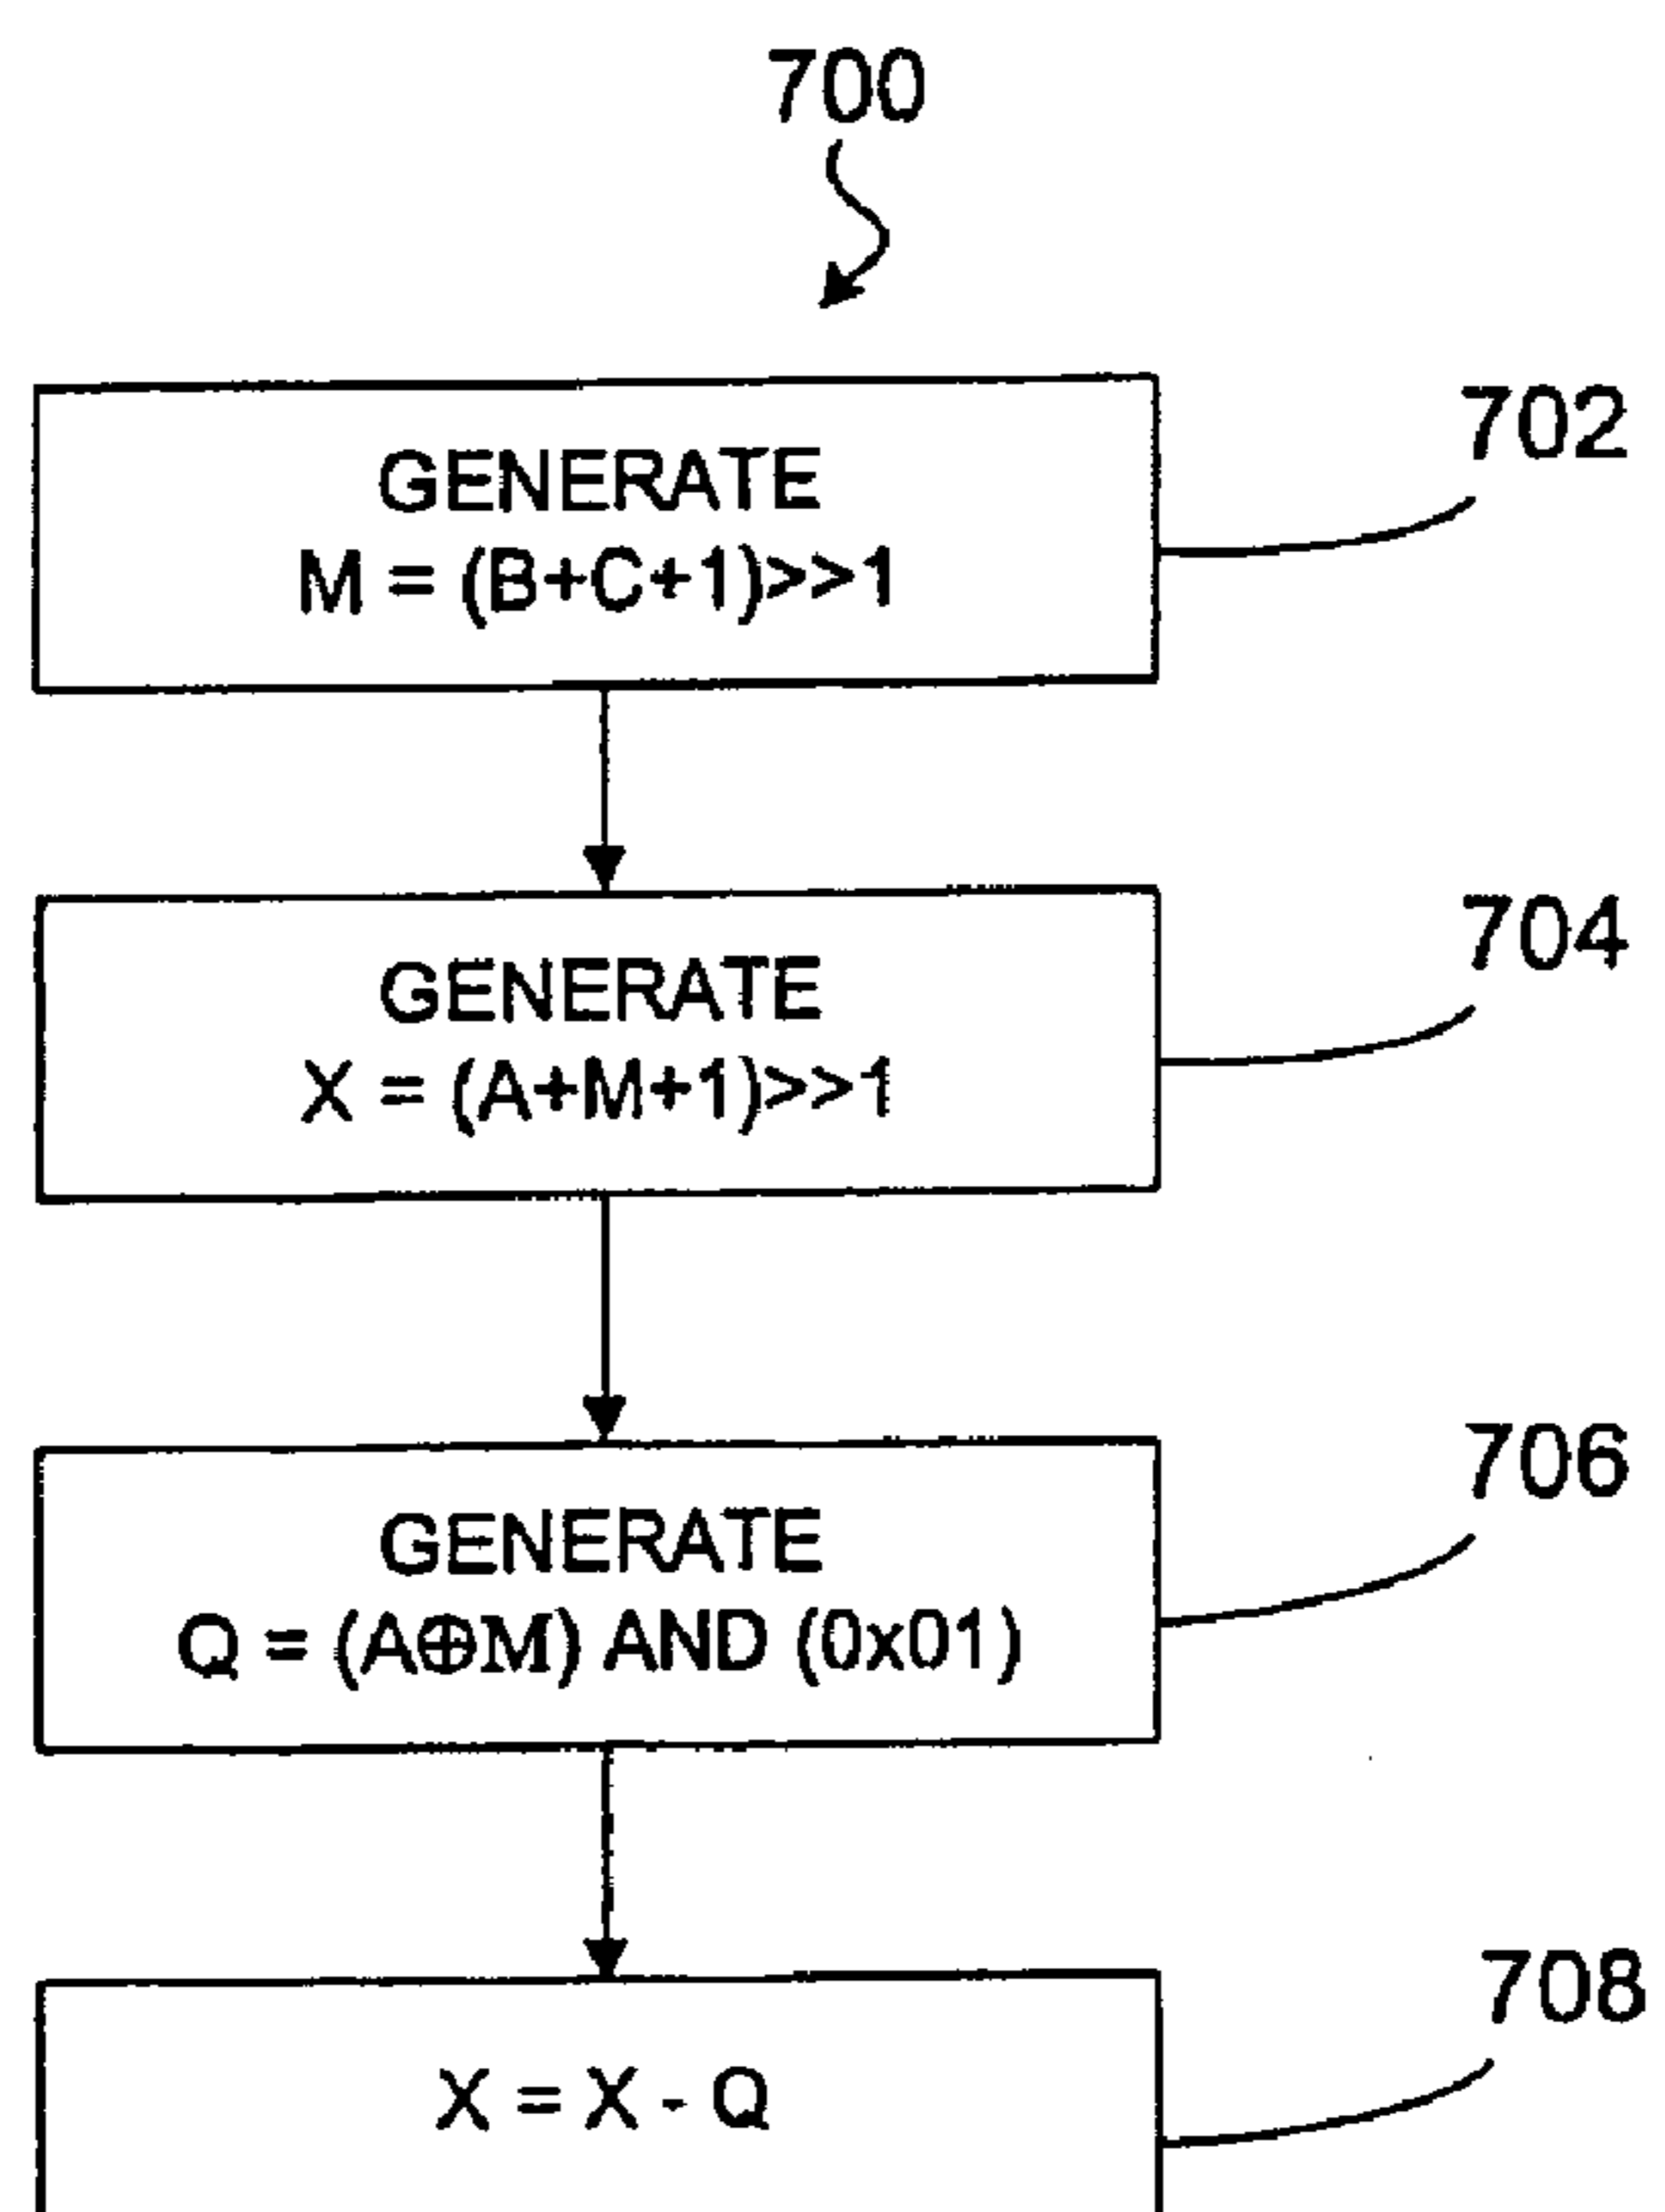 700
GENERATE
M = (B+C+1)>>1
702
GENERATE
X = (A+M+1)>>1
704
GENERATE
Q = (A⊕M) AND (0x01)
706
X = X - Q
708